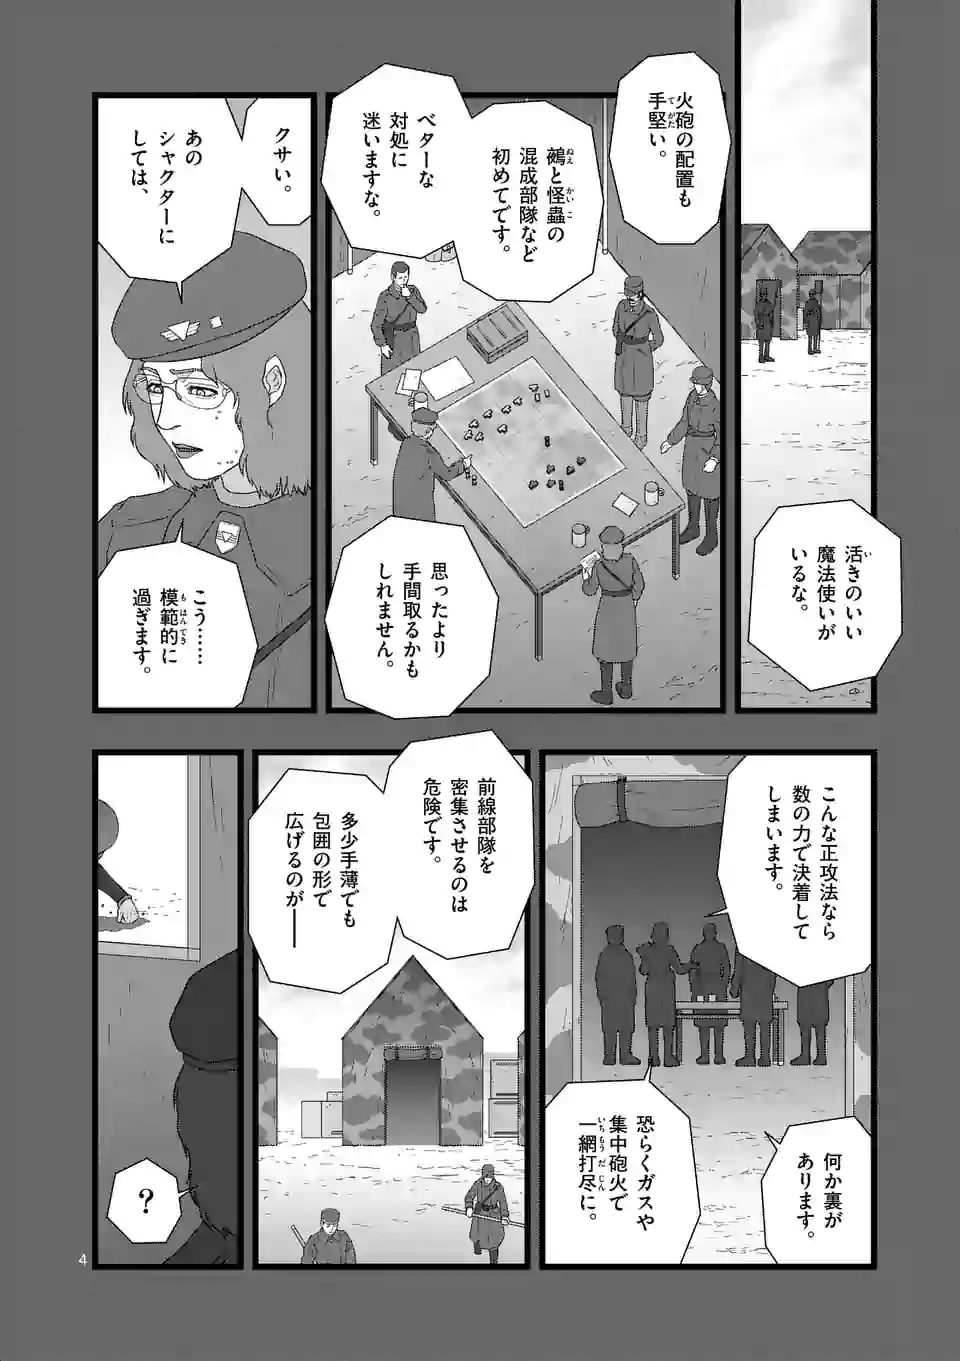 活きのいい
魔法使いが
いるな。
火砲の配置も
手堅い。
鵺と怪蟲の
混成部隊など
初めてです。
ベターな
対処に
迷いますな。
思ったより
手間取るかも
しれません。
クサい。
あの
シャクターに
しては、
こう……
模範的に
過ぎます。
こんな正攻法なら
数の力で決着して
しまいます。
何か裏が
あります。
恐らくガスや
集中砲火で
一網打尽に。
前線部隊を
密集させるのは
危険です。
多少手薄でも
包囲の形で
広げるのが──
？
4